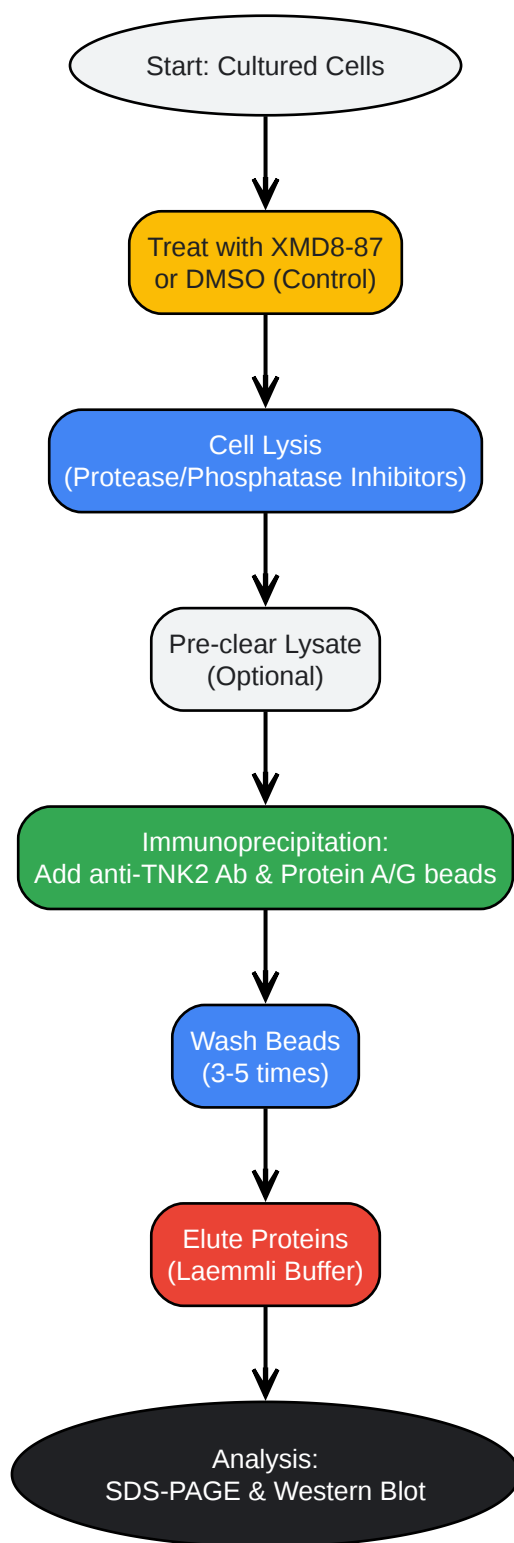 Start: Cultured Cells
Treat with XMD8-87
or DMSO (Control)
Cell Lysis
(Protease/Phosphatase Inhibitors)
Pre-clear Lysate
(Optional)
Immunoprecipitation:
Add anti-TNK2 Ab & Protein A/G beads
Wash Beads
(3-5 times)
Elute Proteins
(Laemmli Buffer)
Analysis:
SDS-PAGE & Western Blot